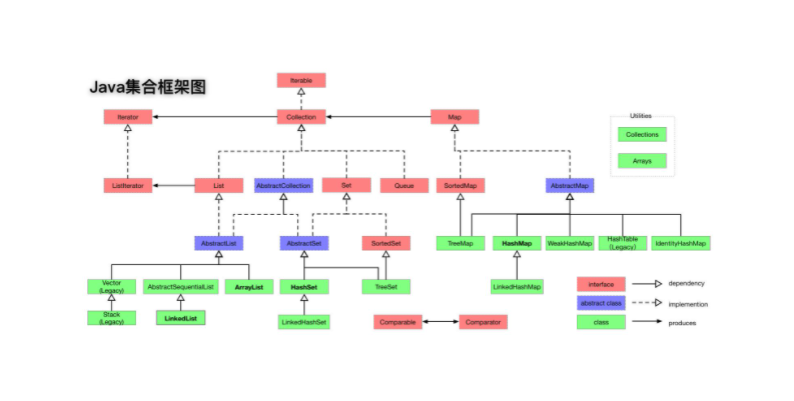 Java集合框架图
Iterable
Iterator
Collection
Map
Utilities
Collections
Arrays
ListIterator
List
AbstractCollection
Set
Queue
SortedMap
AbstractMap
AbstractList
AbstractSet
SortedSet
TreeMap
HashMap
WeakHashMap
HashTable
(Legacy)
IdentityHashMap
Vector
(Legacy)
AbstractSequentialList
ArrayList
HashSet
TreeSet
LinkedHashMap
interface
dependency
abstract class
implemention
class
produces
Stack
(Legacy)
LinkedList
LinkedHashSet
Comparable
Comparator